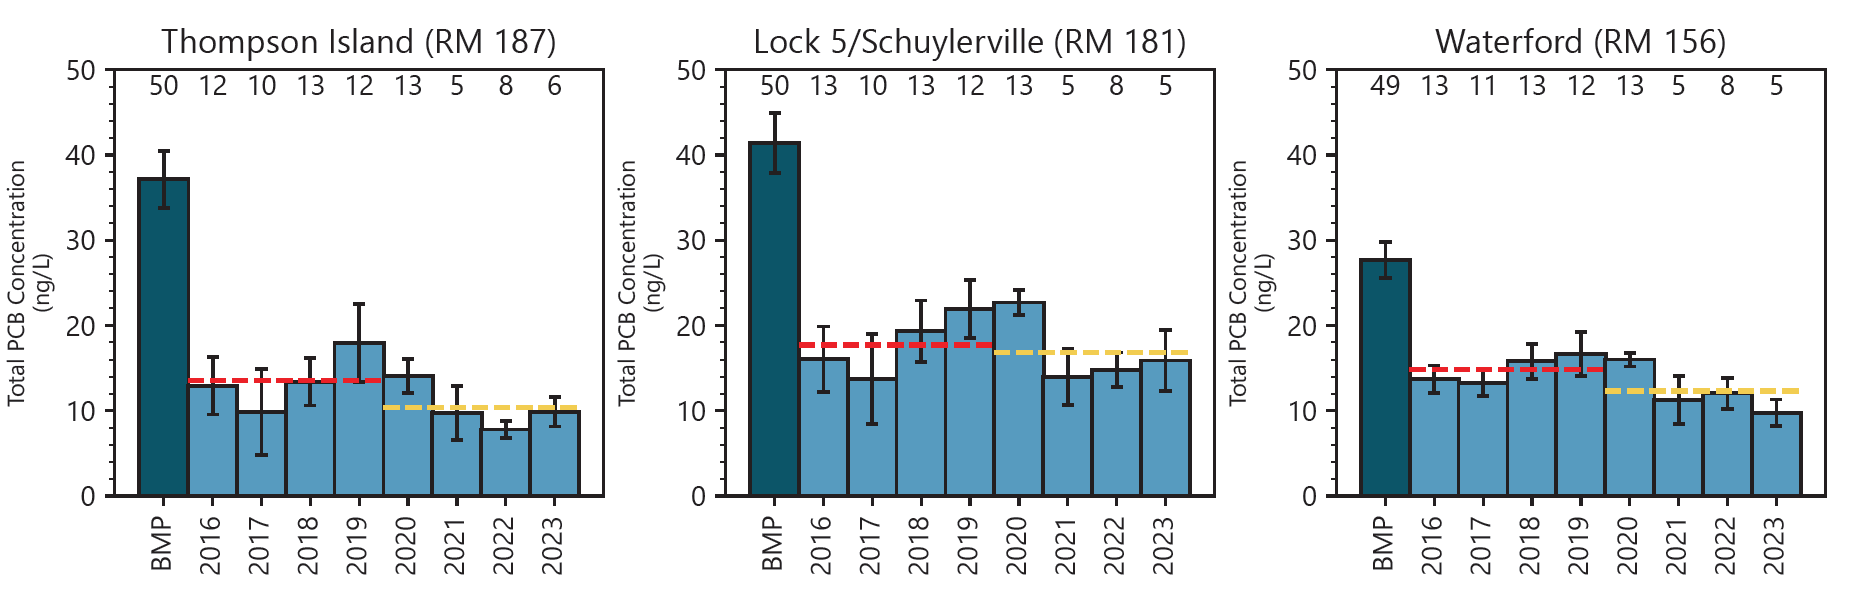 Thompson Island (RM 187)
50 12 10 13 12 13 5 8 6
Total PCB Concentration
(ng/L)
50
40
30
20
10
0
BMP 2016 2017 2018 2019 2020 2021 2022 2023
Lock 5/Schuylerville (RM 181)
50 13 10 13 12 13 5 8 5
Total PCB Concentration
(ng/L)
50
40
30
20
10
0
BMP 2016 2017 2018 2019 2020 2021 2022 2023
Waterford (RM 156)
49 13 11 13 12 13 5 8 5
Total PCB Concentration
(ng/L)
50
40
30
20
10
0
BMP 2016 2017 2018 2019 2020 2021 2022 2023